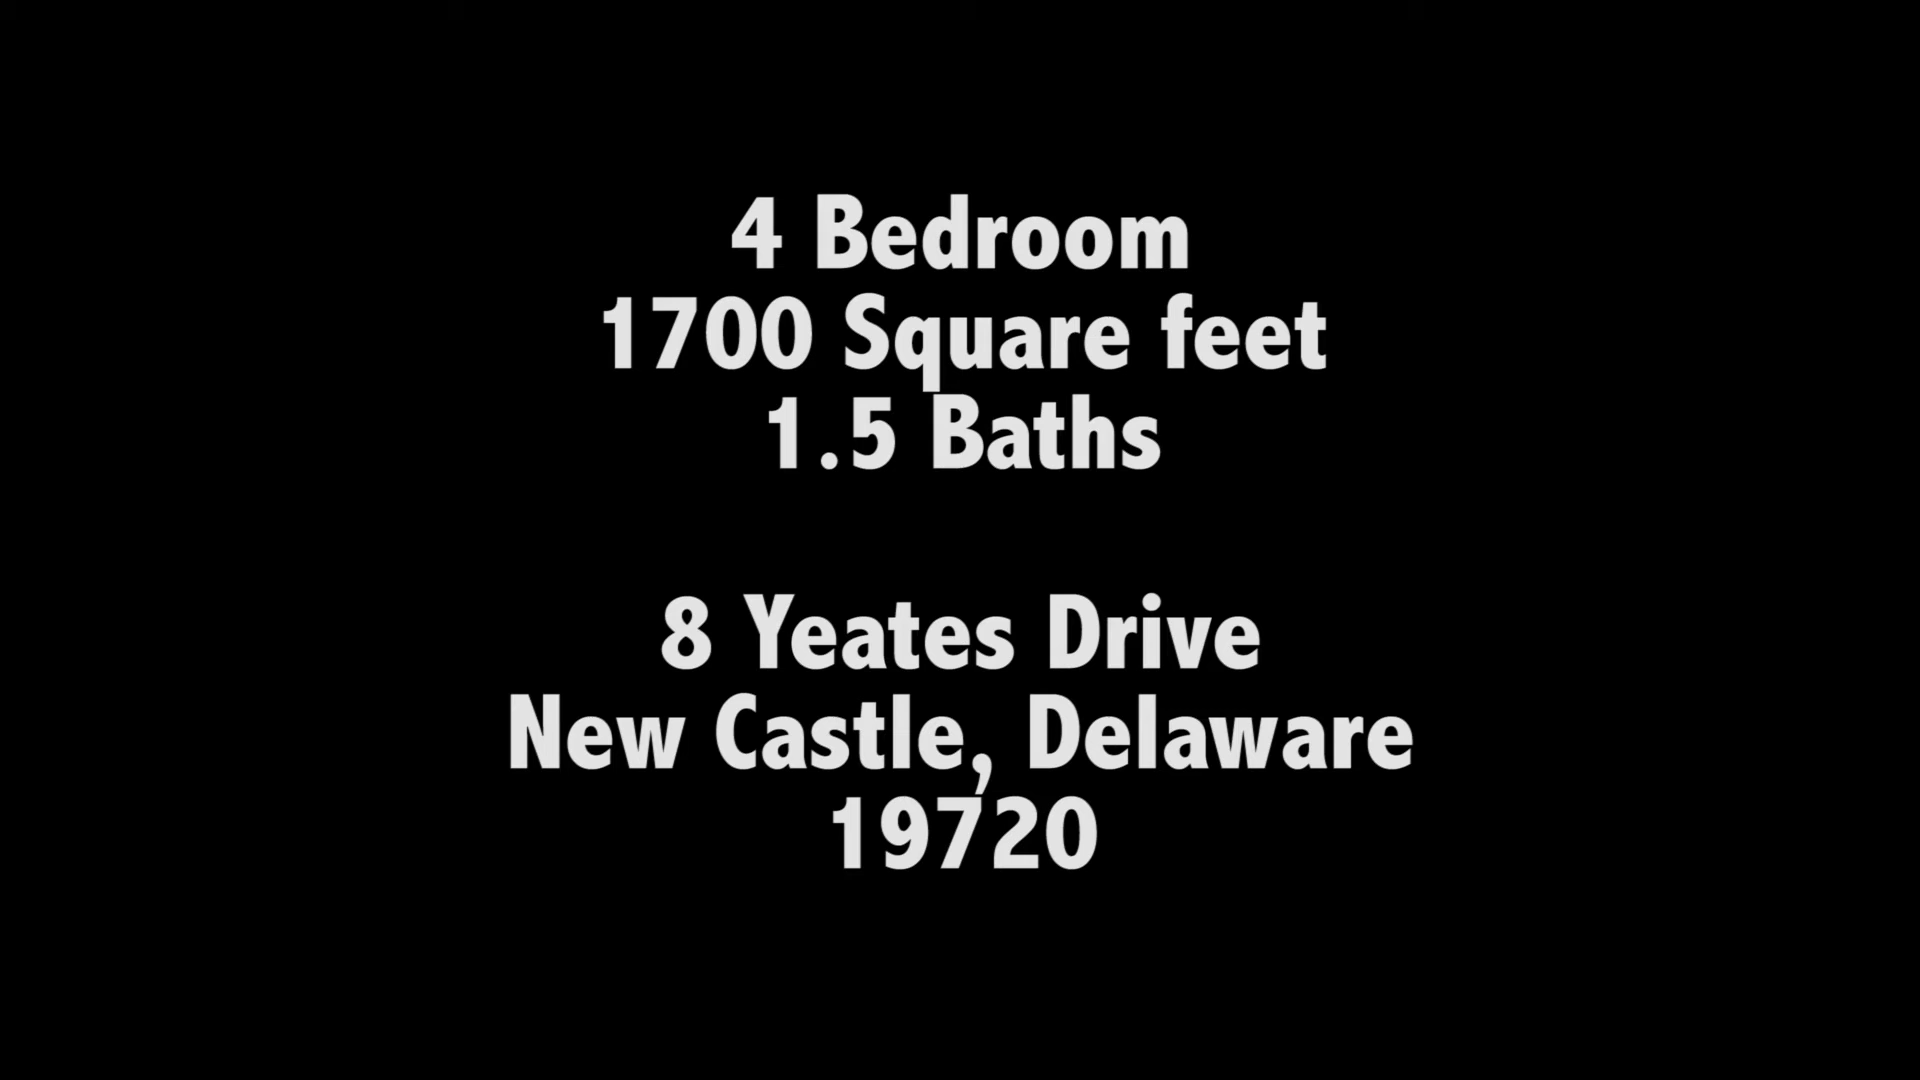 4 Bedroom
1700 Square feet
1.5 Baths
8 Yeates Drive
New Castle, Delaware
19720